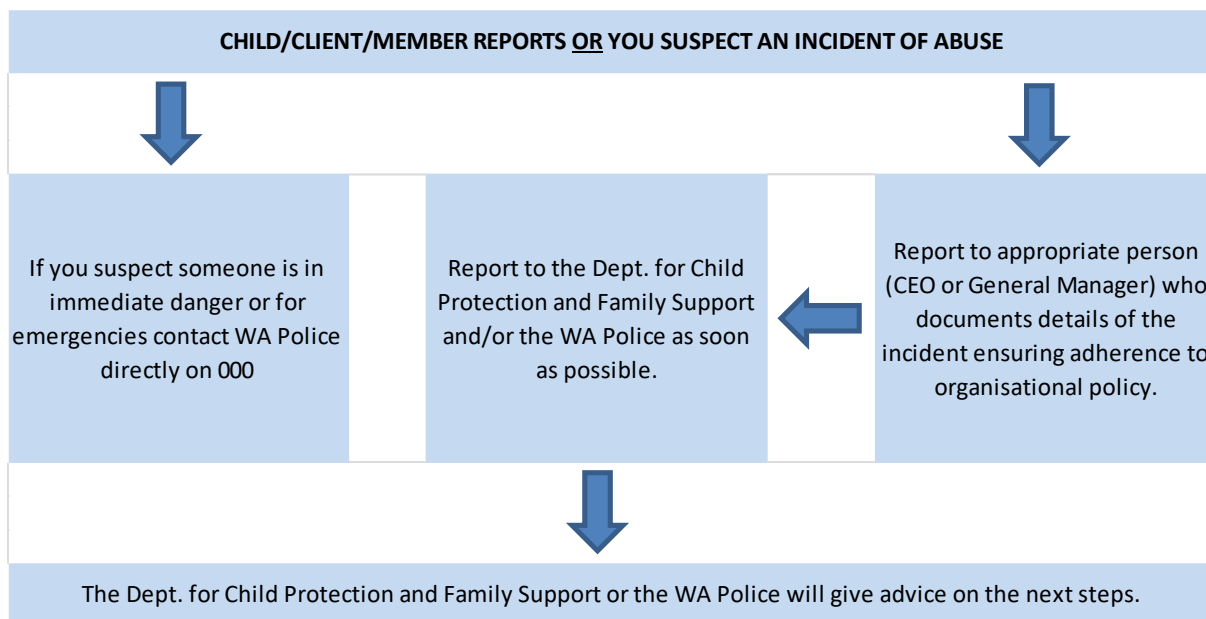 CHILD/CLIENT/MEMBER REPORTS OR YOU SUSPECT AN INCIDENT OF ABUSE
If you suspect someone is in
immediate danger or for
emergencies contact WA Police
directly on 000
Report to the Dept. for Child
Protection and Family Support
and/or the WA Police as soon
as possible.
Report to appropriate person
(CEO or General Manager) who
documents details of the
incident ensuring adherence to
organisational policy.
The Dept. for Child Protection and Family Support or the WA Police will give advice on the next steps.